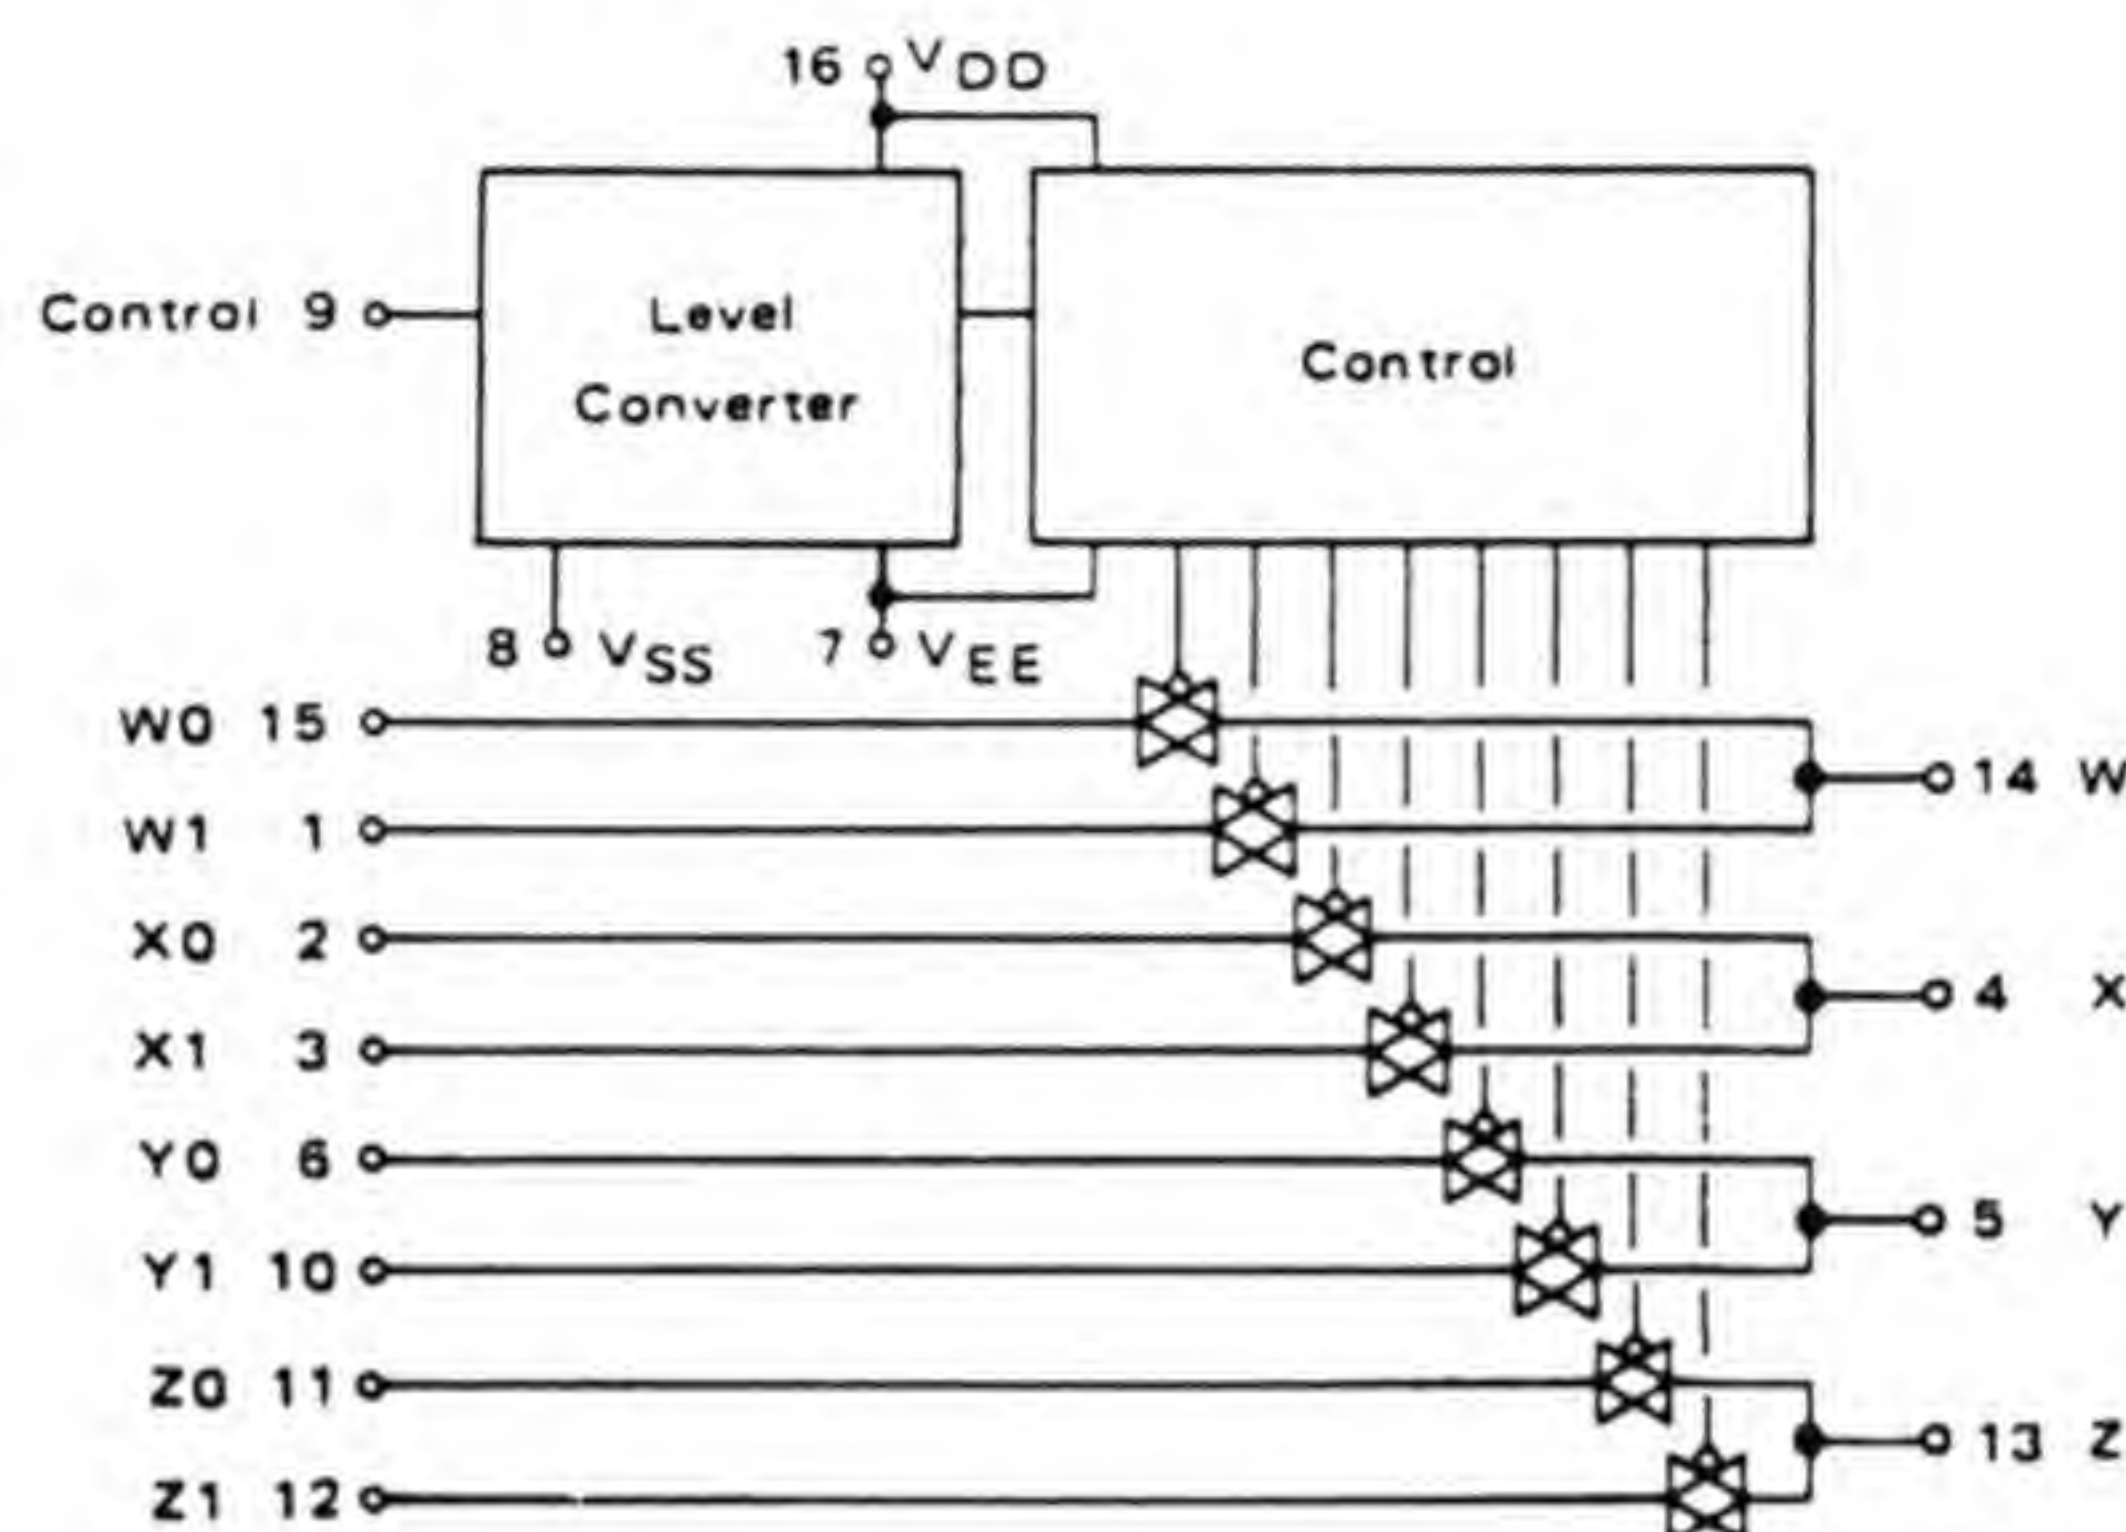 16 VDD
Control 9
Level
Converter
Control
8 VSS 7 VEE
W0 15
14 W
W1 1
X0 2
4 X
X1 3
Y0 6
5 Y
Y1 10
Z0 11
13 Z
Z1 12